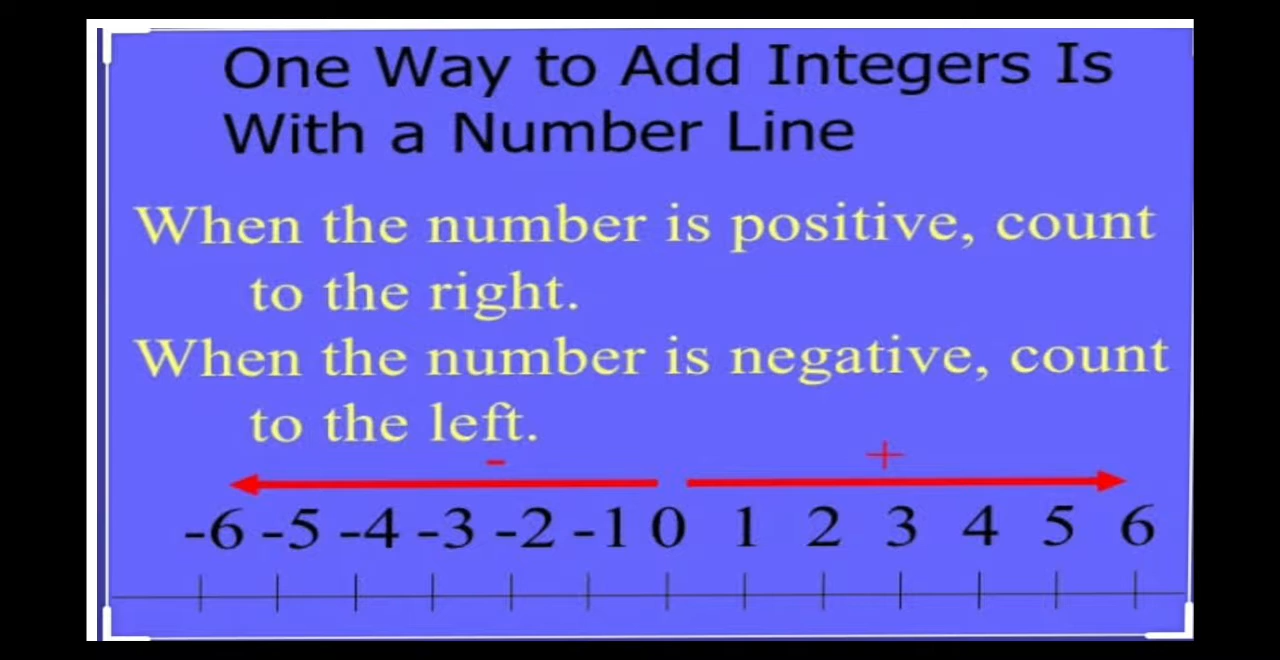 One Way to Add Integers Is
With a Number Line
When the number is positive, count
to the right.
When the number is negative, count
to the left.
- +
-6 -5 -4 -3 -2 -1 0 1 2 3 4 5 6